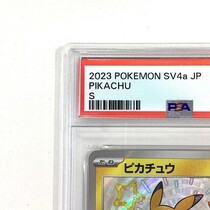 2023 POKEMON SV4a JP
PIKACHU
S
PSA
ピカチュウ